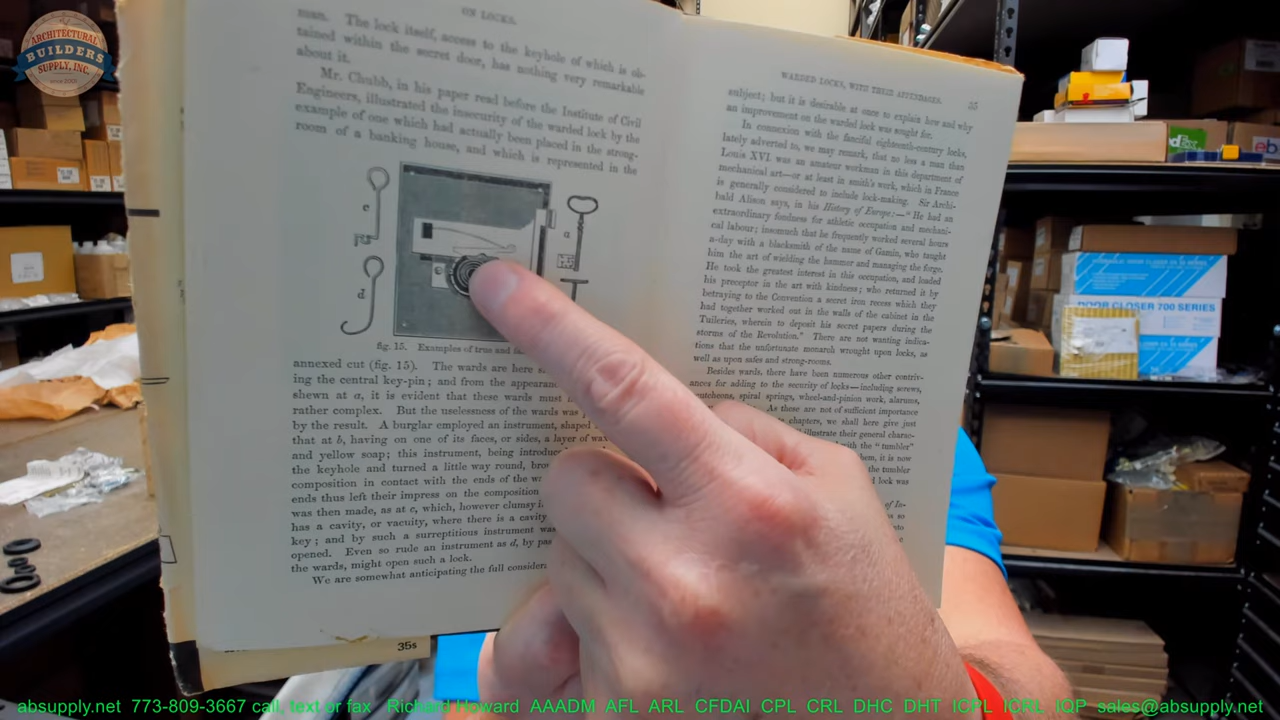 ARCHITECTURAL
BUILDERS
SUPPLY, INC.
since 2001
ON LOCKS.
man. The lock itself, access to the keyhole of which is ob-
tained within the secret door, has nothing very remarkable
about it.
Mr. Chubb, in his paper read before the Institute of Civil
Engineers, illustrated the insecurity of the warded lock by the
example of one which had actually been placed in the strong-
room of a banking house, and which is represented in the
e
a
d
fig. 15. Examples of true and
annexed cut (fig. 15). The wards are here
ing the central key-pin; and from the appearan
shewn at a, it is evident that these wards must
rather complex. But the uselessness of the wards was
by the result. A burglar employed an instrument, shaped
that at b, having on one of its faces, or sides, a layer of wax
and yellow soap; this instrument, being introduc
the keyhole and turned a little way round, bro
composition in contact with the ends of the w
ends thus left their impress on the composition
was then made, as at c, which, however clumsy
has a cavity, or vacuity, where there is a cavity
key; and by such a surreptitious instrument was
opened. Even so rude an instrument as d, by pas
the wards, might open such a lock.
We are somewhat anticipating the full consider
35s
WARDED LOCKS, WITH THEIR APPENDAGES. 35
subject; but it is desirable at once to explain how and why
an improvement on the warded lock was sought for.
In connexion with the fanciful eighteenth-century locks,
lately adverted to, we may remark, that no less a man than
Louis XVI. was an amateur workman in this department of
mechanical art—or at least in smith's work, which in France
is generally considered to include lock-making. Sir Archi-
bald Alison says, in his History of Europe:—"He had an
extraordinary fondness for athletic occupation and mechani-
cal labour; insomuch that he frequently worked several hours
a-day with a blacksmith of the name of Gamin, who taught
him the art of wielding the hammer and managing the forge.
He took the greatest interest in this occupation, and loaded
his preceptor in the art with kindness; who returned it by
betraying to the Convention a secret iron recess which they
had together worked out in the walls of the cabinet in the
Tuileries, wherein to deposit his secret papers during the
storms of the Revolution." There are not wanting indica-
tions that the unfortunate monarch wrought upon locks, as
well as upon safes and strong-rooms.
Besides wards, there have been numerous other contriv-
ances for adding to the security of locks—including screws,
escutcheons, spiral springs, wheel-and-pinion work, alarums,
As these are not of sufficient importance
chapters, we shall here give just
illustrate their general charac-
with the "tumbler"
them, it is now
the tumbler
lock was
of In-
so
DOOR CLOSER 700 SERIES
absupply.net 773-809-3667 call, text or fax Richard Howard AAADM AFL ARL CFDAI CPL CRL DHC DHT ICPL ICRL IQP sales@absupply.net